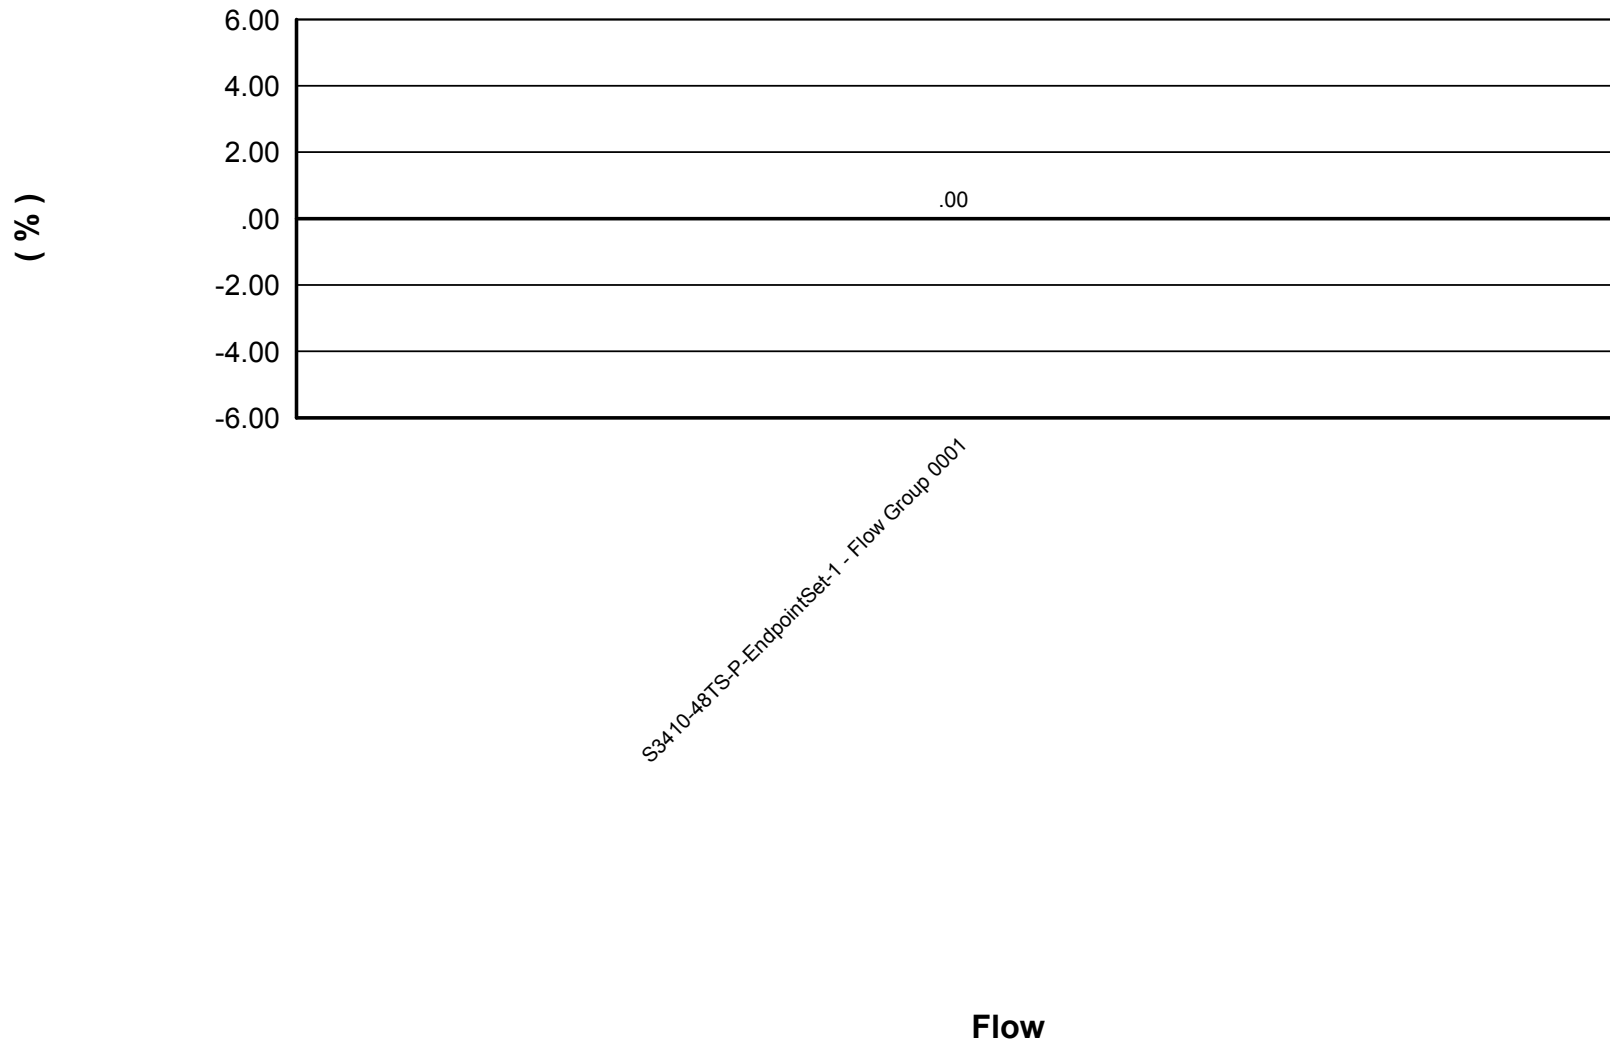 6.00
4.00
2.00
.00
-2.00
-4.00
-6.00
( % )
.00
S3410-48TS-P-EndpointSet-1 - Flow Group 0001
Flow